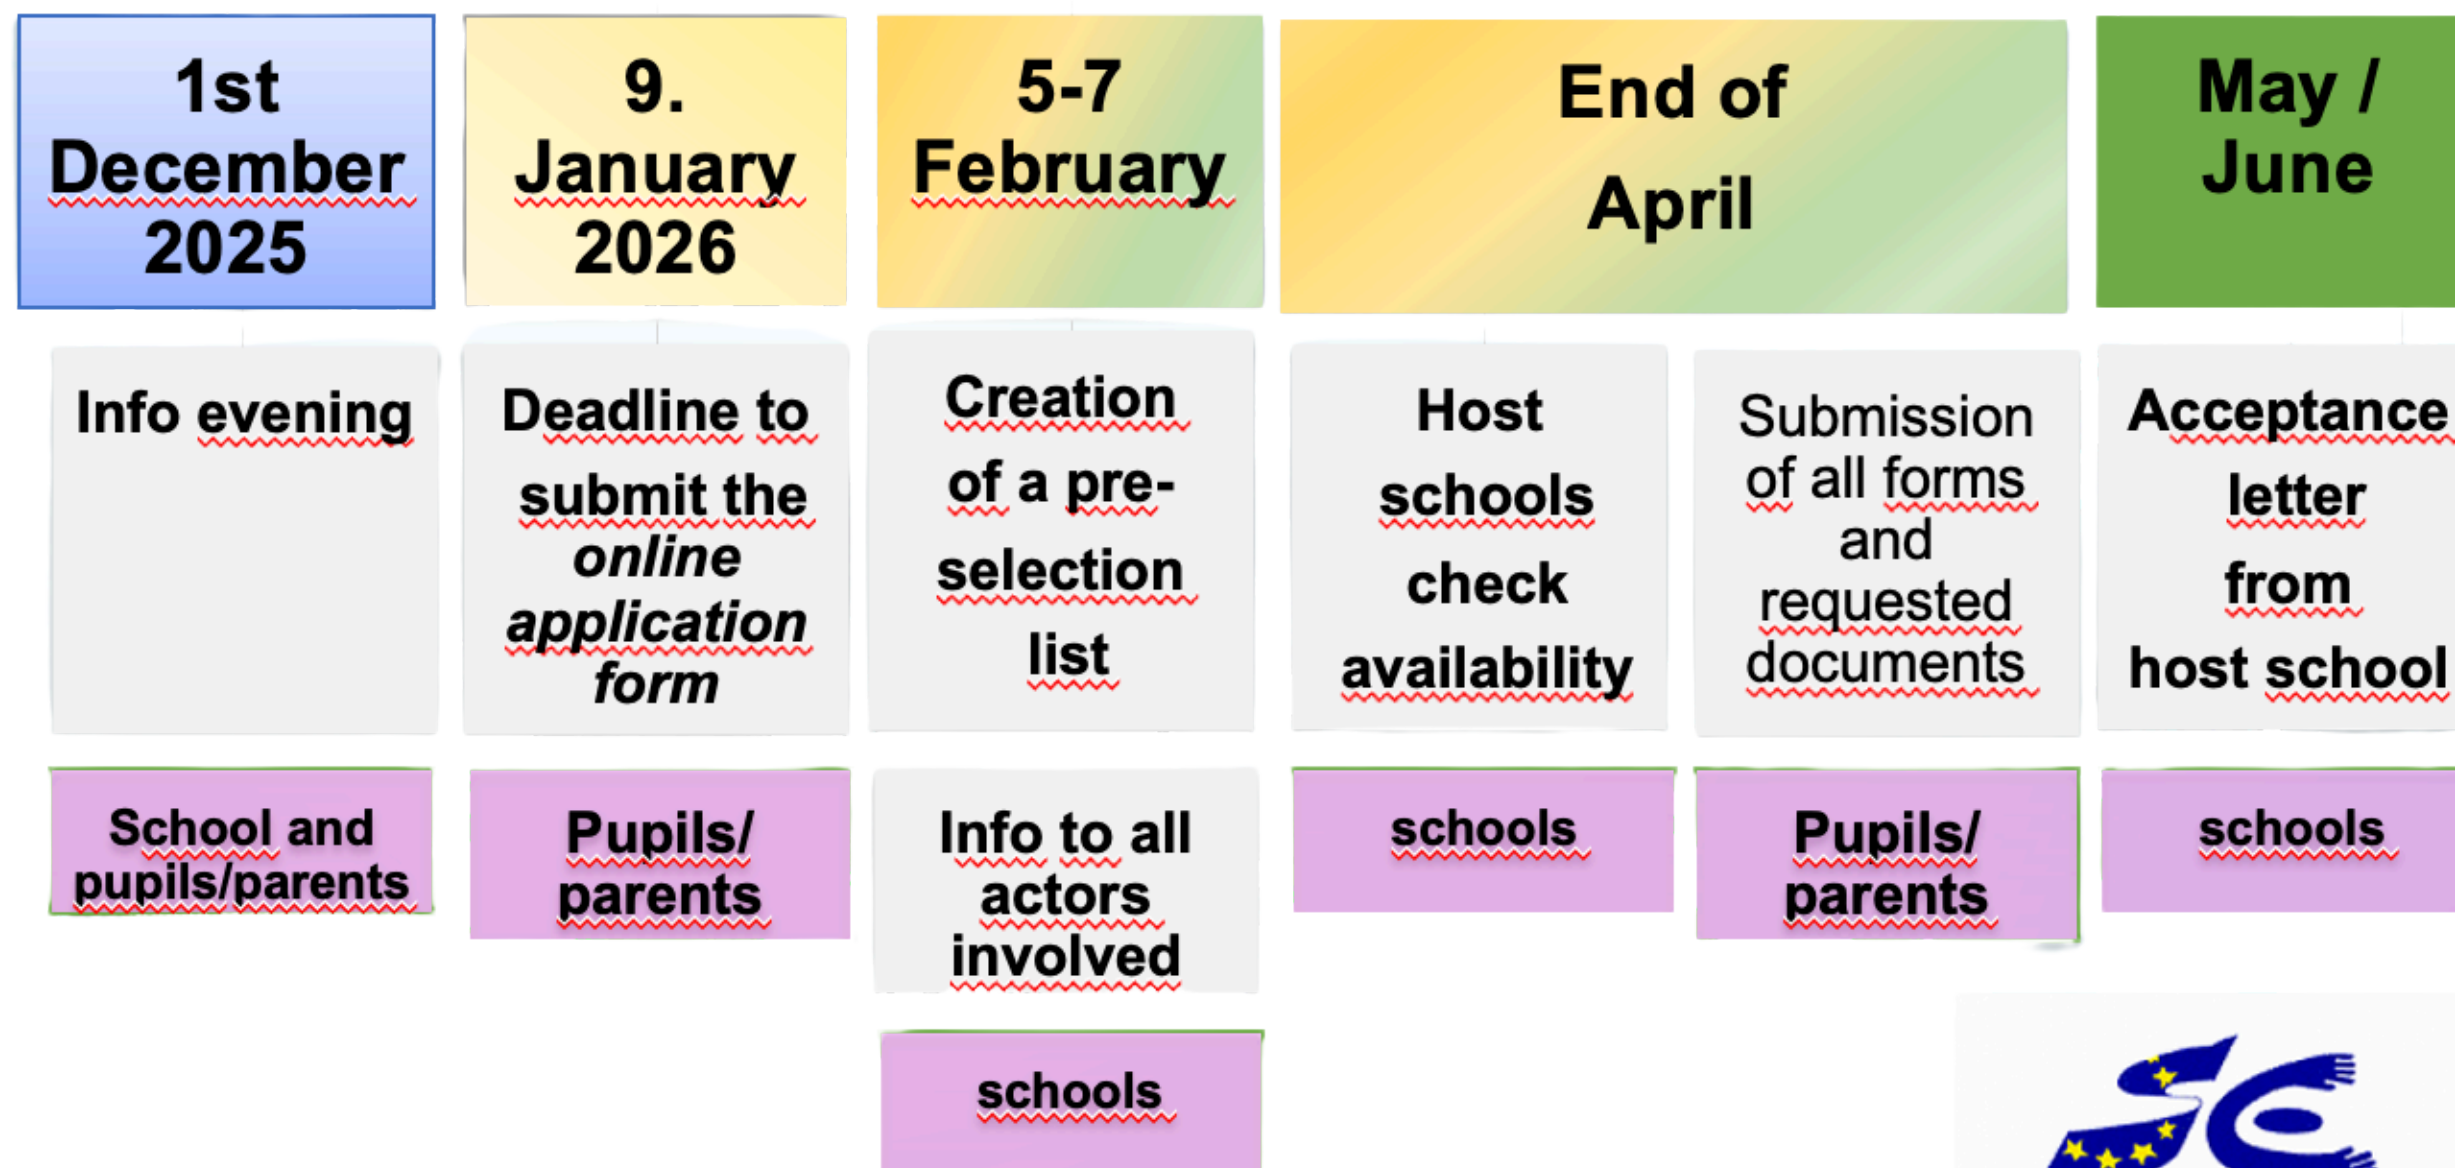 1st
December
2025
9.
January
2026
5-7
February
End of
April
May /
June
Info evening
Deadline to
submit the
online
application
form
Creation
of a pre-
selection
list
Host
schools
check
availability
Submission
of all forms
and
requested
documents
Acceptance
letter
from
host school
School and
pupils/parents
Pupils/
parents
Info to all
actors
involved
schools
schools
Pupils/
parents
schools